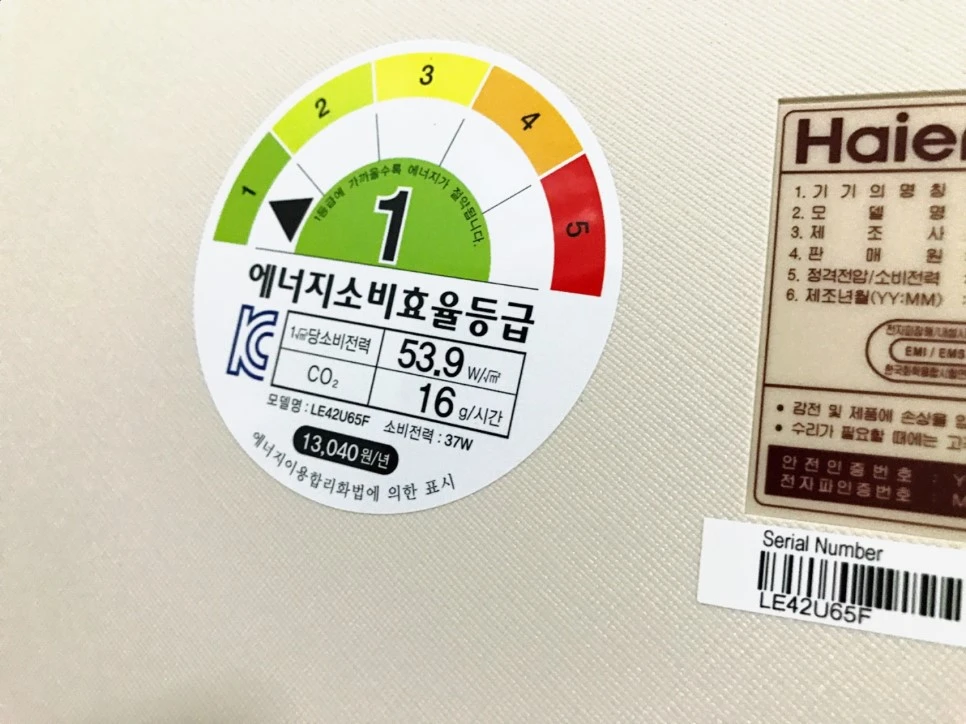 1
2
3
4
5
1등급에 가까울수록 에너지가 절약됩니다.
1
에너지소비효율등급
1√㎡당소비전력 53.9 W/√㎡
CO₂ 16 g/시간
모델명 : LE42U65F 소비전력 : 37W
13,040원/년
에너지이용합리화법에 의한 표시
Haier
1. 기 기 의 명 칭
2. 모 델 명
3. 제 조 사
4. 판 매 원
5. 정격전압/소비전력 :
6. 제조년월(YY:MM) :
EMI / EMS
• 감전 및 제품에 손상을
• 수리가 필요할 때에는
안 전 인 증 번 호 :
전자파인증번호 :
Serial Number
LE42U65F